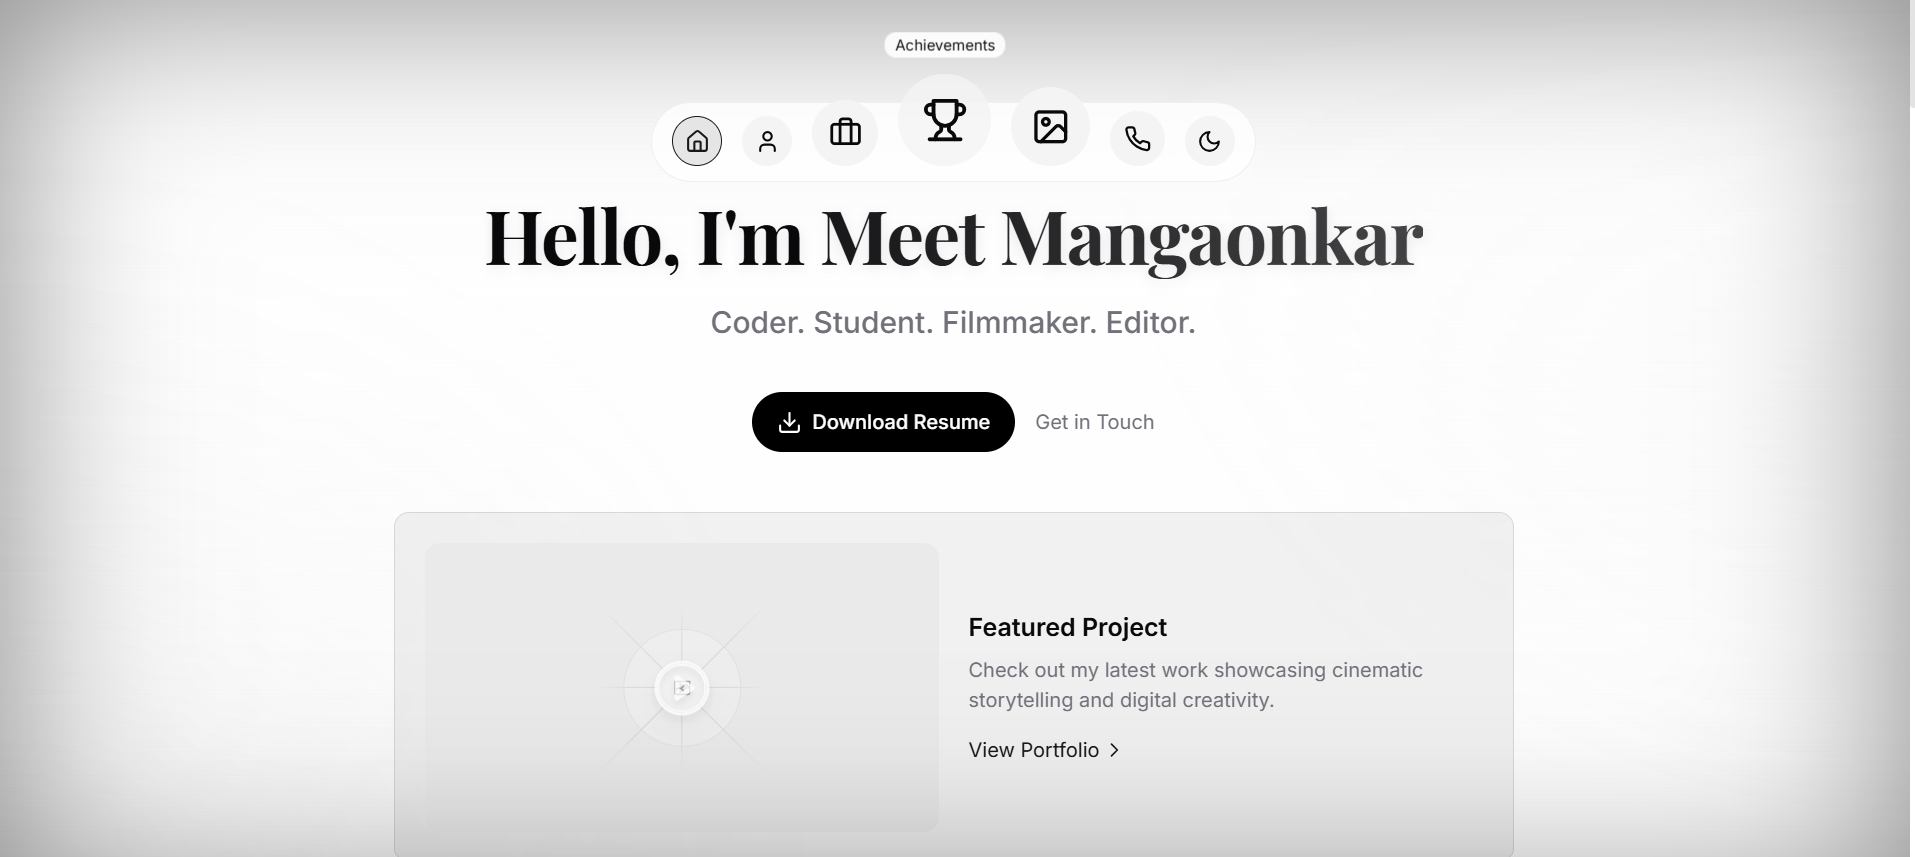 Achievements
Hello, I'm Meet Mangaonkar
Coder. Student. Filmmaker. Editor.
Download Resume
Get in Touch
Featured Project
Check out my latest work showcasing cinematic
storytelling and digital creativity.
View Portfolio